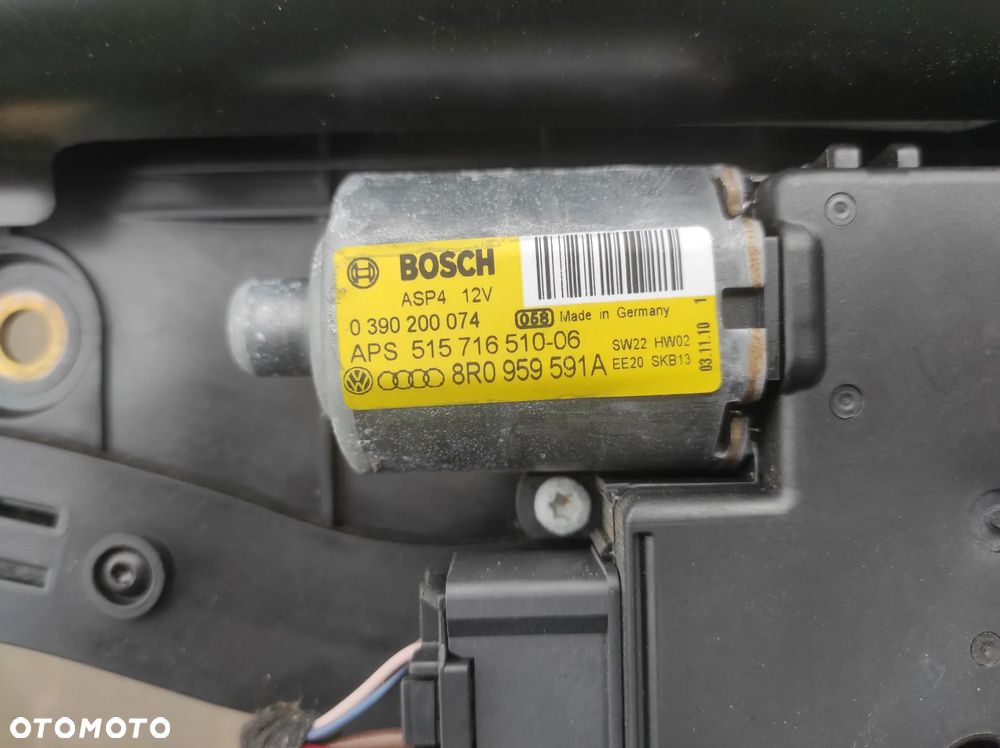 BOSCH
ASP4 12V
0 390 200 074
058 Made in Germany
APS 515 716 510-06
SW22 HW02
8R0 959 591A
EE20 SKB13
03.11.10 1
OTOMOTO